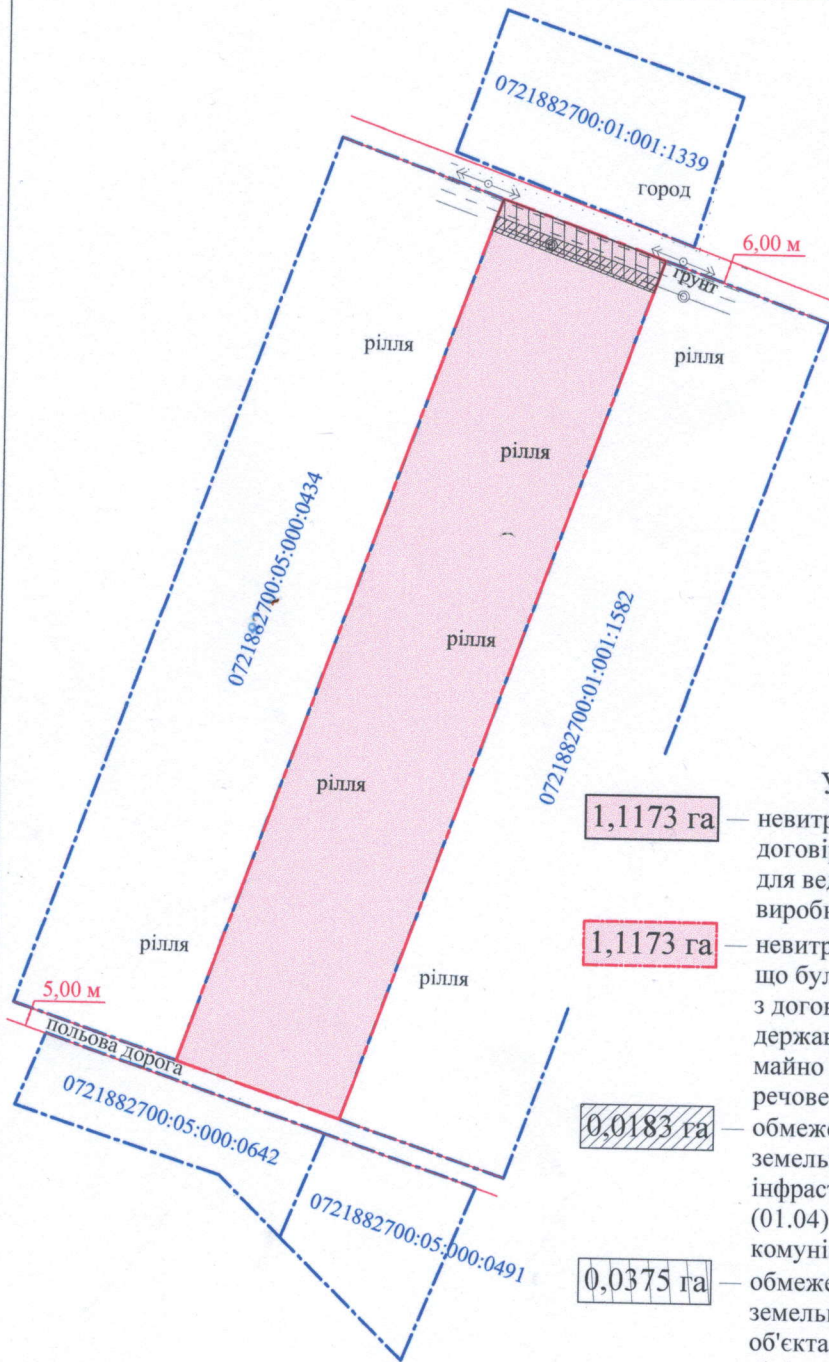 0721882700:01:001:1339
город
6,00 м
грунт
рілля
рілля
рілля
0721882700:05:000:0434
рілля
0721882700:01:001:1582
рілля
рілля
рілля
5,00 м
польова дорога
0721882700:05:000:0642
0721882700:05:000:0491
У
1,1173 га — невитр
договір
для вед
виробн
1,1173 га — невитр
що бул
з догов
держав
майно
речове
0,0183 га — обмеже
земель
інфраст
(01.04)
комуні
0,0375 га — обмеже
земель
об'єкта